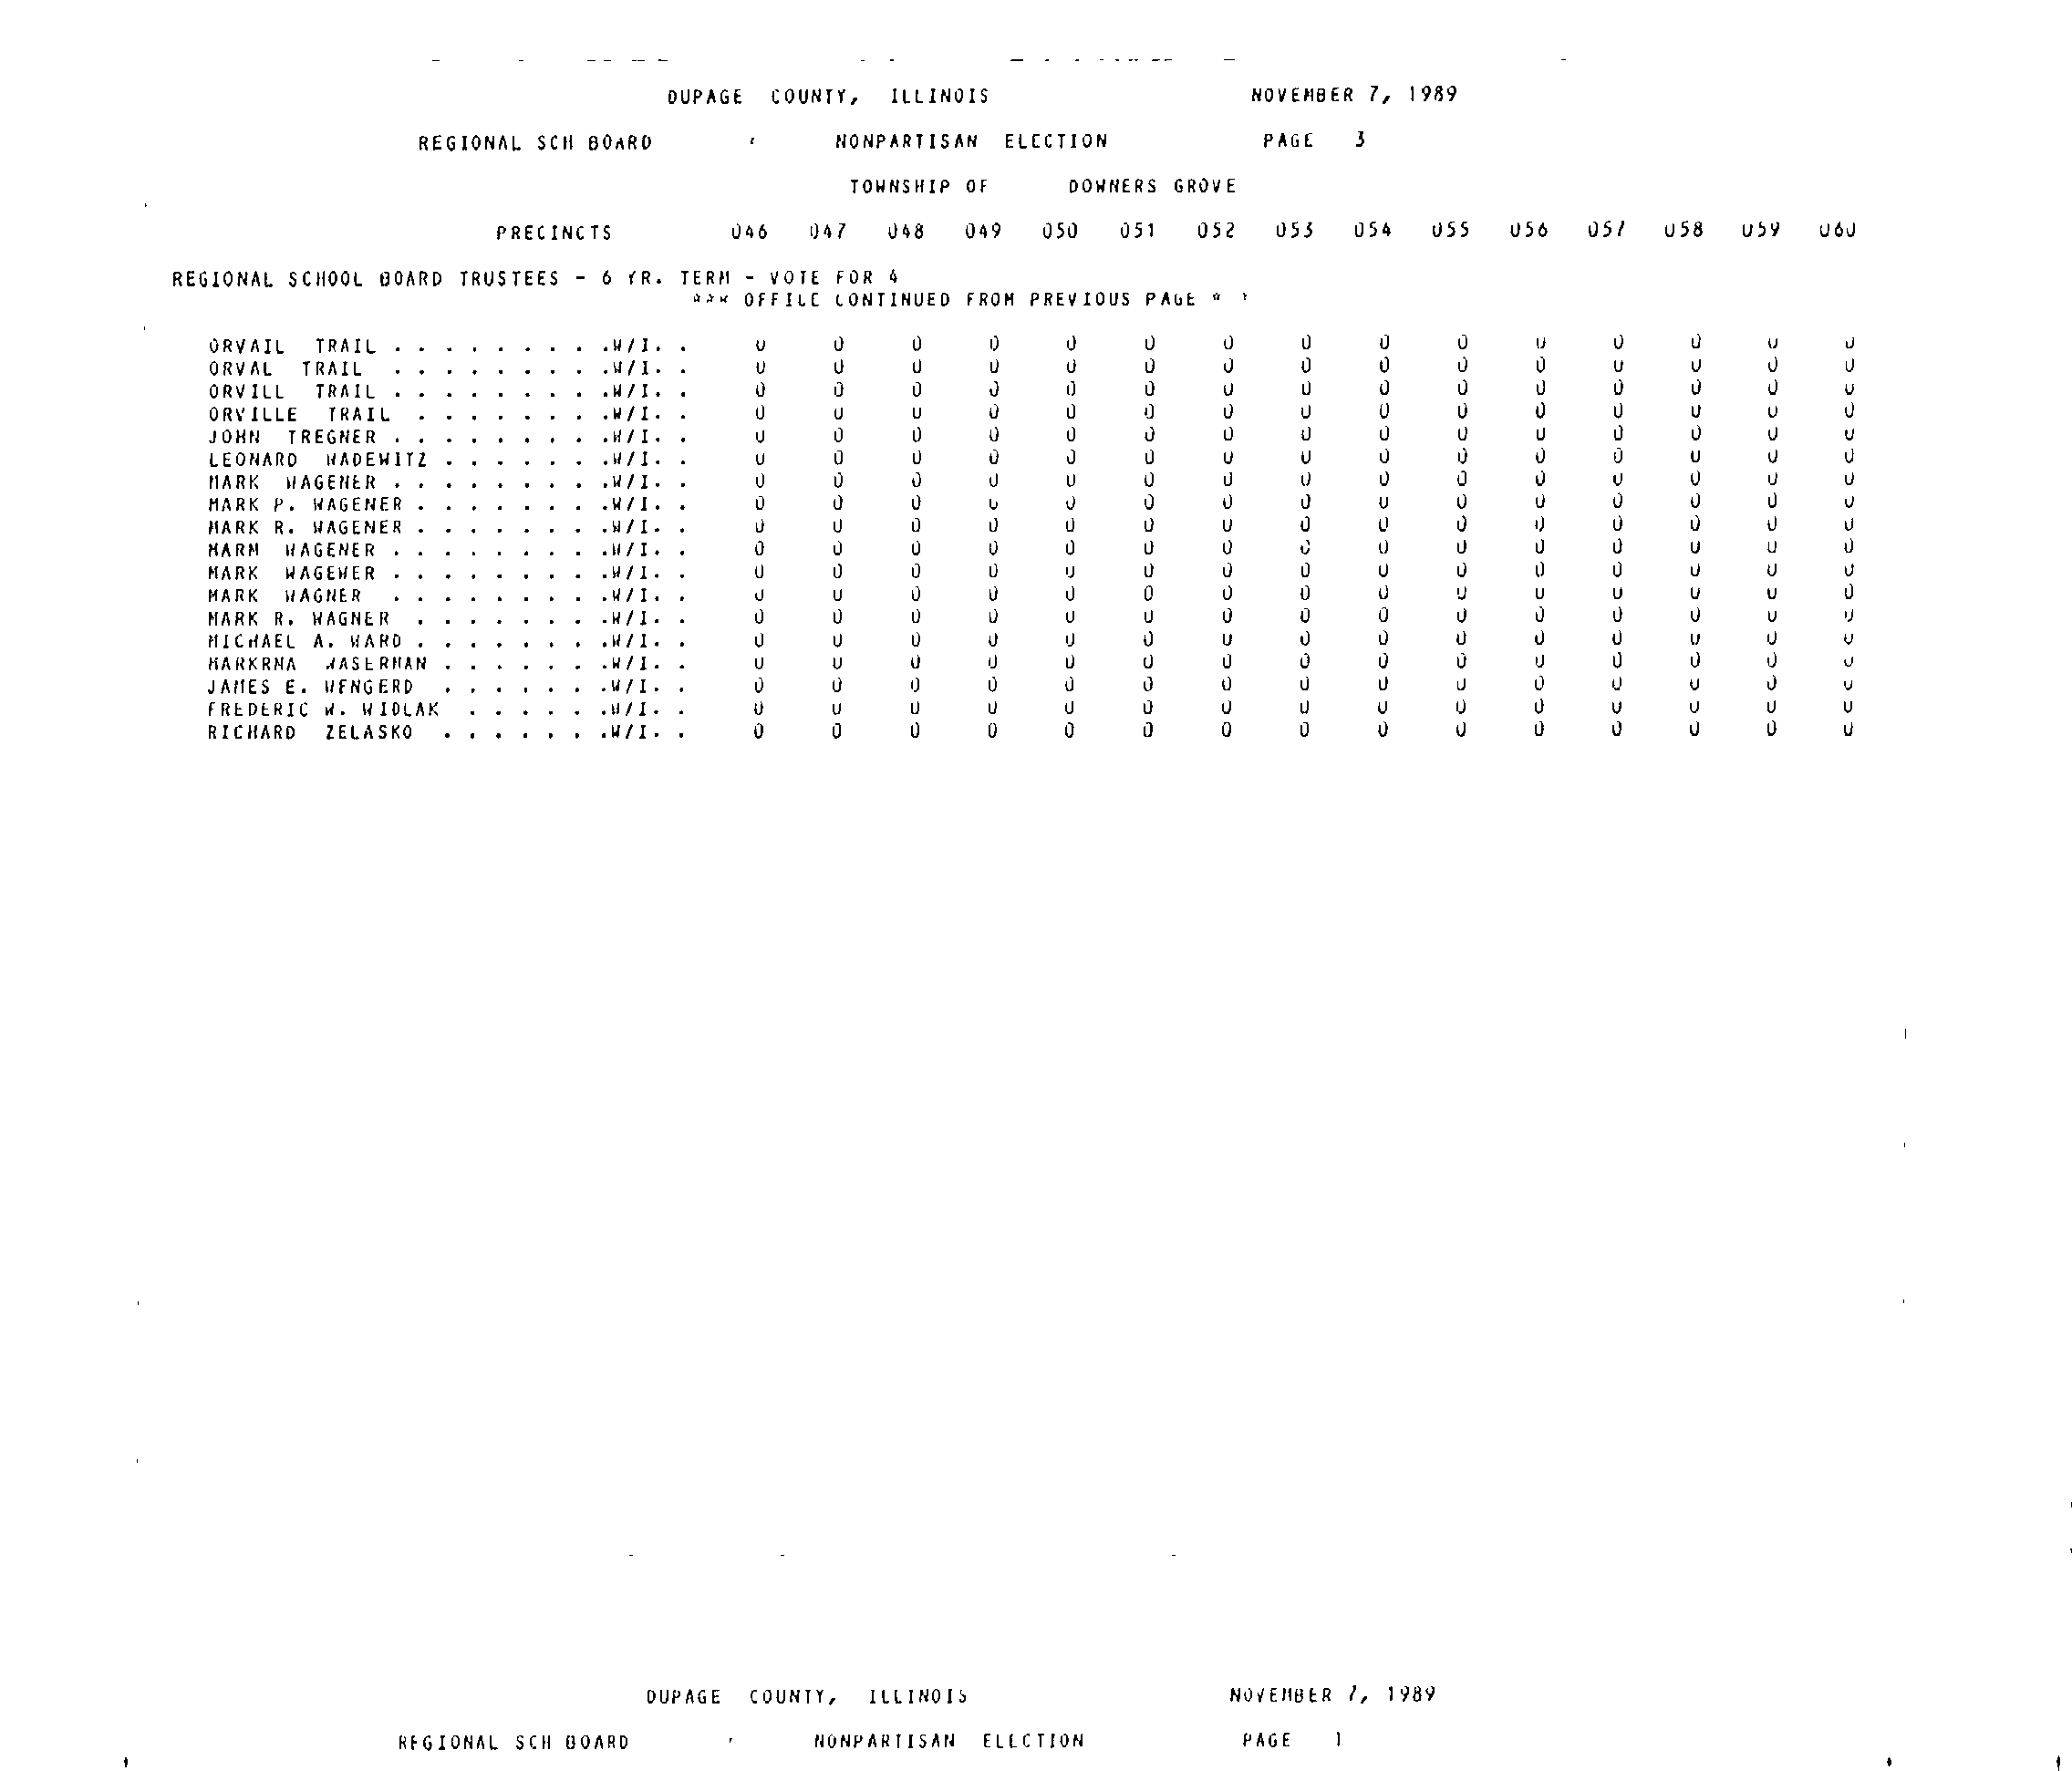 DUPAGE COUNTY, ILLINOIS NOVEMBER 7, 1989
REGIONAL SCH BOARD NONPARTISAN ELECTION PAGE 3
TOWNSHIP OF DOWNERS GROVE
PRECINCTS 046 047 048 049 050 051 052 053 054 055 056 057 058 059 060
REGIONAL SCHOOL BOARD TRUSTEES - 6 YR. TERM - VOTE FOR 4
*** OFFICE CONTINUED FROM PREVIOUS PAGE * *
ORVAIL TRAIL . . . . . . . . .W/I. . 0 0 0 0 0 0 0 0 0 0 0 0 0 0 0
ORVAL TRAIL . . . . . . . . .W/I. . 0 0 0 0 0 0 0 0 0 0 0 0 0 0 0
ORVILL TRAIL . . . . . . . . .W/I. . 0 0 0 0 0 0 0 0 0 0 0 0 0 0 0
ORVILLE TRAIL . . . . . . . .W/I. . 0 0 0 0 0 0 0 0 0 0 0 0 0 0 0
JOHN TREGNER . . . . . . . . .W/I. . 0 0 0 0 0 0 0 0 0 0 0 0 0 0 0
LEONARD WADEWITZ . . . . . . .W/I. . 0 0 0 0 0 0 0 0 0 0 0 0 0 0 0
MARK WAGENER . . . . . . . . .W/I. . 0 0 0 0 0 0 0 0 0 0 0 0 0 0 0
MARK P. WAGENER . . . . . . . .W/I. . 0 0 0 0 0 0 0 0 0 0 0 0 0 0 0
MARK R. WAGENER . . . . . . . .W/I. . 0 0 0 0 0 0 0 0 0 0 0 0 0 0 0
MARM WAGENER . . . . . . . . .W/I. . 0 0 0 0 0 0 0 0 0 0 0 0 0 0 0
MARK WAGEWER . . . . . . . . .W/I. . 0 0 0 0 0 0 0 0 0 0 0 0 0 0 0
MARK WAGNER . . . . . . . . .W/I. . 0 0 0 0 0 0 0 0 0 0 0 0 0 0 0
MARK R. WAGNER . . . . . . . .W/I. . 0 0 0 0 0 0 0 0 0 0 0 0 0 0 0
MICHAEL A. WARD . . . . . . . .W/I. . 0 0 0 0 0 0 0 0 0 0 0 0 0 0 0
MARKRNA WASERMAN . . . . . . .W/I. . 0 0 0 0 0 0 0 0 0 0 0 0 0 0 0
JAMES E. WENGERD . . . . . . .W/I. . 0 0 0 0 0 0 0 0 0 0 0 0 0 0 0
FREDERIC W. WIDLAK . . . . . .W/I. . 0 0 0 0 0 0 0 0 0 0 0 0 0 0 0
RICHARD ZELASKO . . . . . . .W/I. . 0 0 0 0 0 0 0 0 0 0 0 0 0 0 0
DUPAGE COUNTY, ILLINOIS NOVEMBER 7, 1989
REGIONAL SCH BOARD NONPARTISAN ELECTION PAGE 1